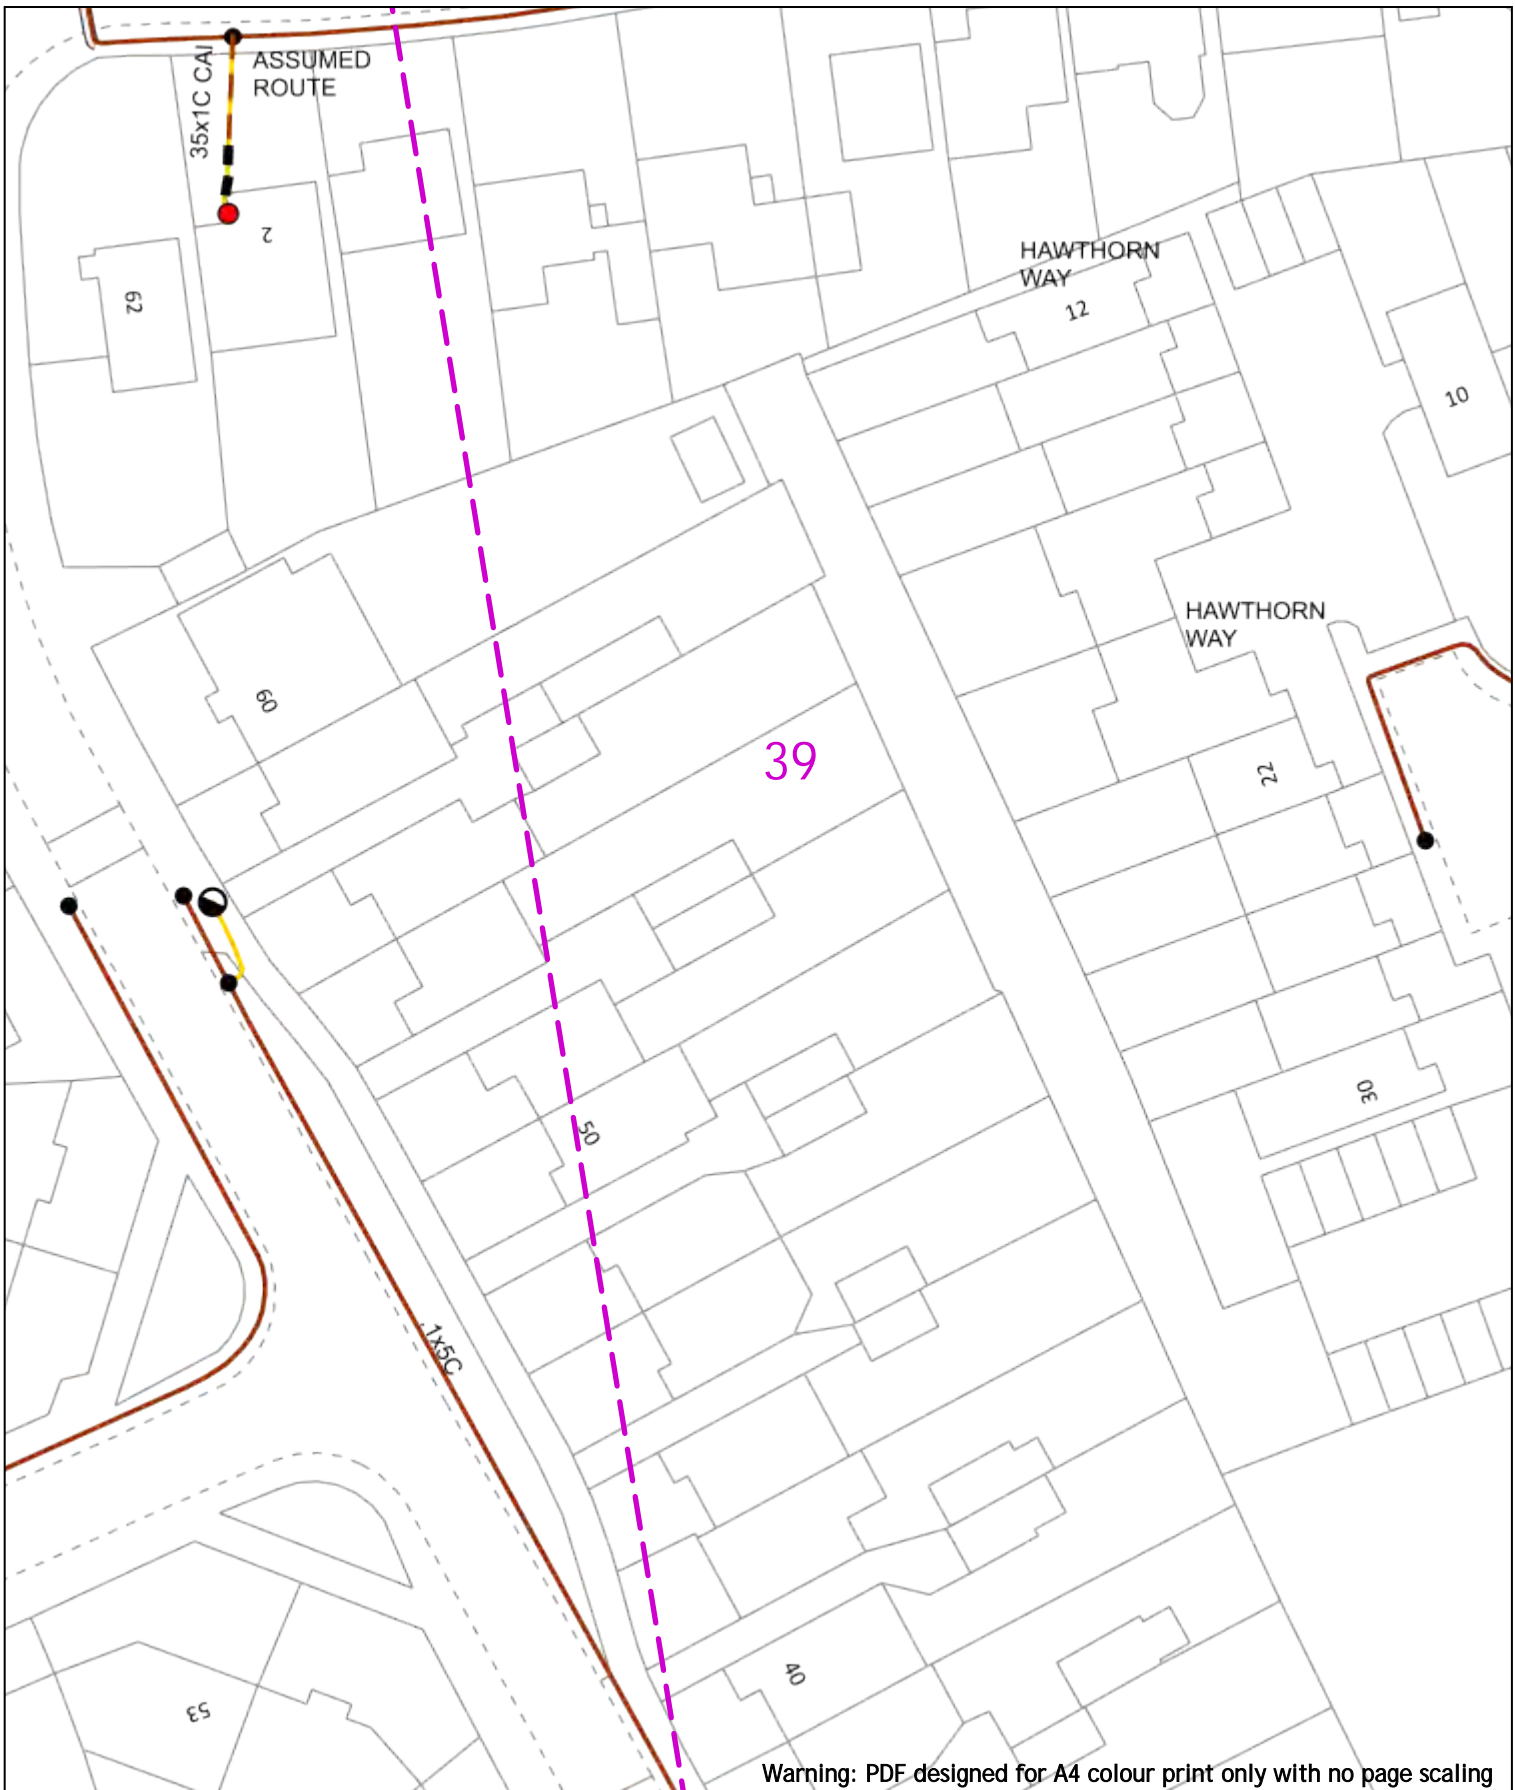 35x1C CAI
ASSUMED
ROUTE
2
62
HAWTHORN
WAY
12
10
HAWTHORN
WAY
60
39
22
50
30
.1x5C
40
53
Warning: PDF designed for A4 colour print only with no page scaling